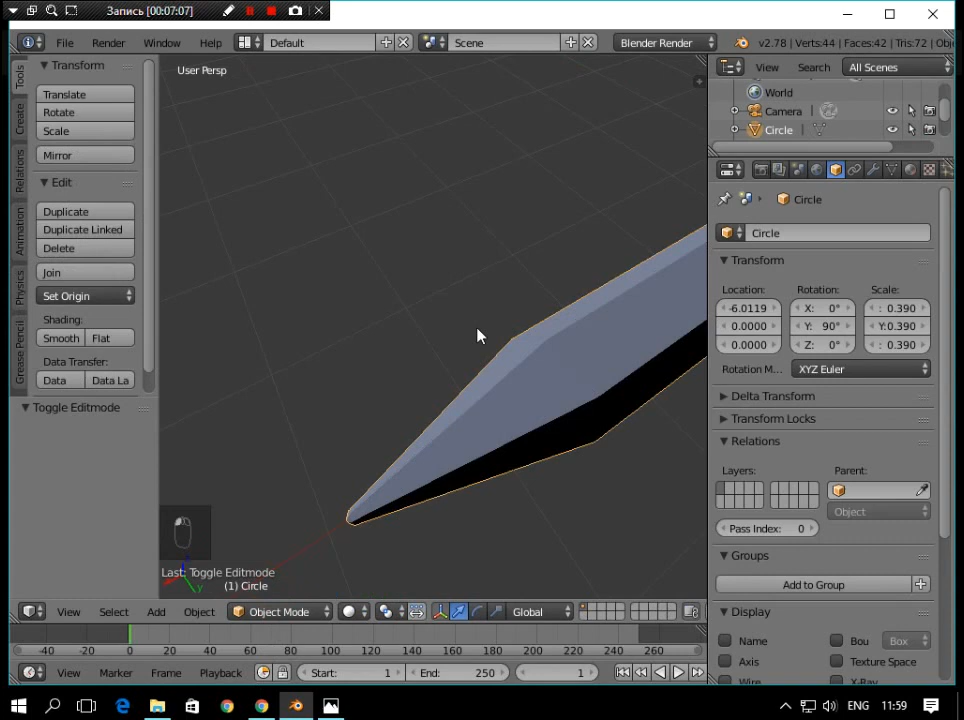 Запись [00:07:07]
File Render Window Help Default Scene Blender Render v2.78 | Verts:44 | Faces:42 | Tris:72 | Obj
Tools
Create
Relations
Animation
Physics
Grease Pencil
Transform
Translate
Rotate
Scale
Mirror
Edit
Duplicate
Duplicate Linked
Delete
Join
Set Origin
Shading:
Smooth Flat
Data Transfer:
Data Data La
Toggle Editmode
User Persp
Last: Toggle Editmode
(1) Circle
View Search All Scenes
World
Camera
Circle
Circle
Circle
Transform
Location: Rotation: Scale:
-6.0119 X: 0° : 0.390
0.0000 Y: 90° Y:0.390
0.0000 Z: 0° : 0.390
Rotation M... XYZ Euler
Delta Transform
Transform Locks
Relations
Layers: Parent:
Object
Pass Index: 0
Groups
Add to Group
Display
Name Bou Box
Axis Texture Space
Wire X-Ray
View Select Add Object Object Mode Global
-40 -20 0 20 40 60 80 100 120 140 160 180 200 220 240 260
View Marker Frame Playback Start: 1 End: 250 1
ENG 11:59